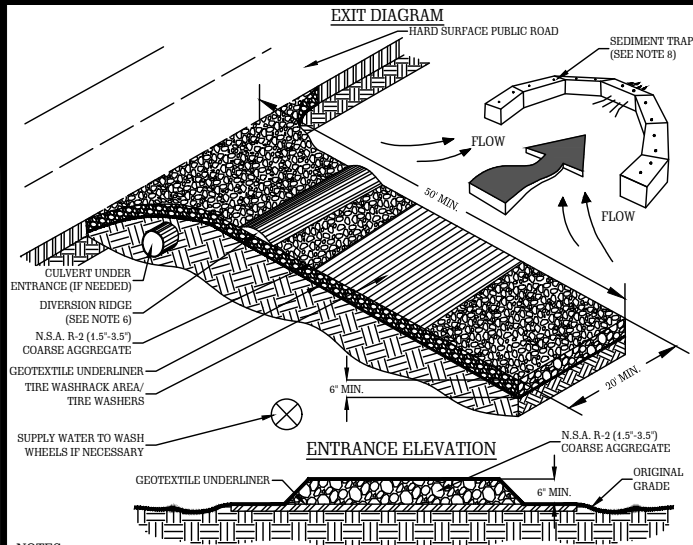 EXIT DIAGRAM
HARD SURFACE PUBLIC ROAD
SEDIMENT TRAP
(SEE NOTE 8)
FLOW
50' MIN.
FLOW
CULVERT UNDER
ENTRANCE (IF NEEDED)
DIVERSION RIDGE
(SEE NOTE 6)
N.S.A. R-2 (1.5"-3.5")
COARSE AGGREGATE
GEOTEXTILE UNDERLINER
TIRE WASHRACK AREA/
TIRE WASHERS
6" MIN.
20' MIN.
SUPPLY WATER TO WASH
WHEELS IF NECESSARY
ENTRANCE ELEVATION
N.S.A. R-2 (1.5"-3.5")
COARSE AGGREGATE
GEOTEXTILE UNDERLINER
6" MIN.
ORIGINAL
GRADE